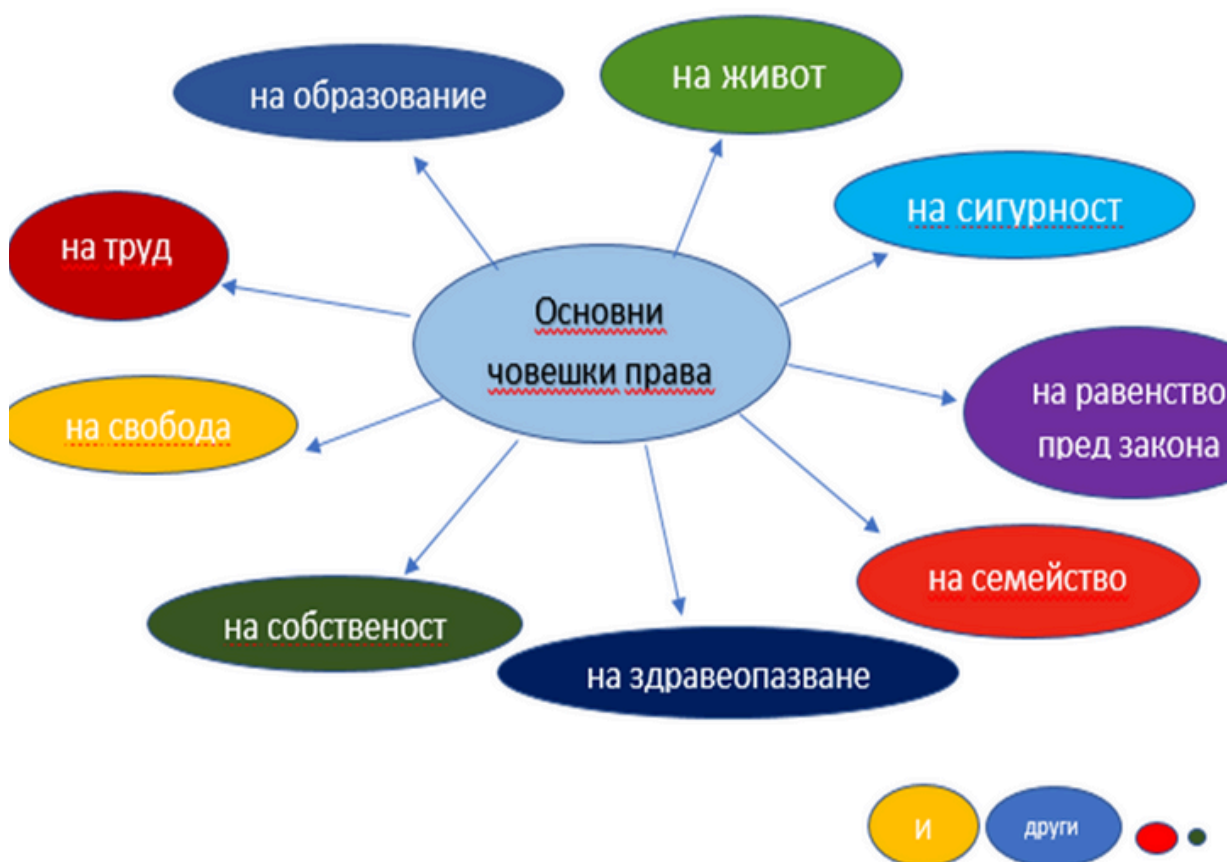 на образование
на живот
на сигурност
на труд
Основни
човешки права
на равенство
пред закона
на свобода
на семейство
на собственост
на здравеопазване
и
други